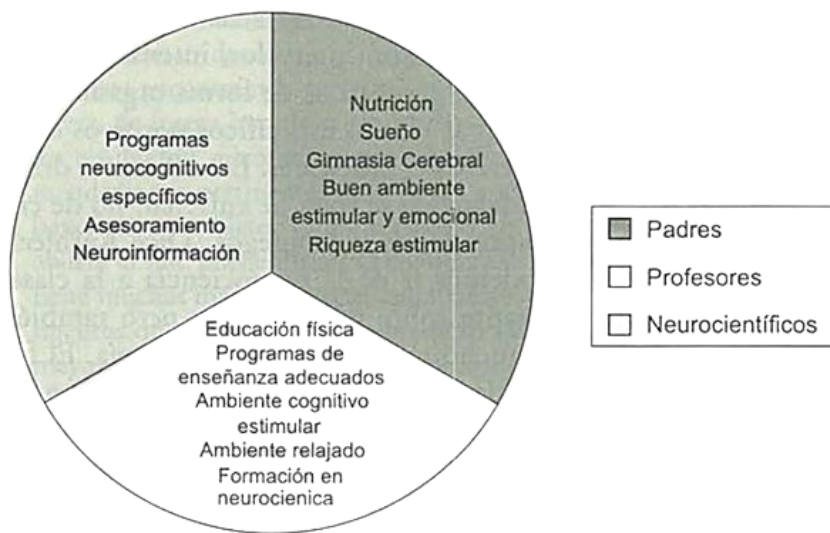 Programas
neurocognitivos
específicos
Asesoramiento
Neuroinformación
Nutrición
Sueño
Gimnasia Cerebral
Buen ambiente
estimular y emocional
Riqueza estimular
Educación física
Programas de
enseñanza adecuados
Ambiente cognitivo
estimular
Ambiente relajado
Formación en
neurocienica
Padres
Profesores
Neurocientíficos